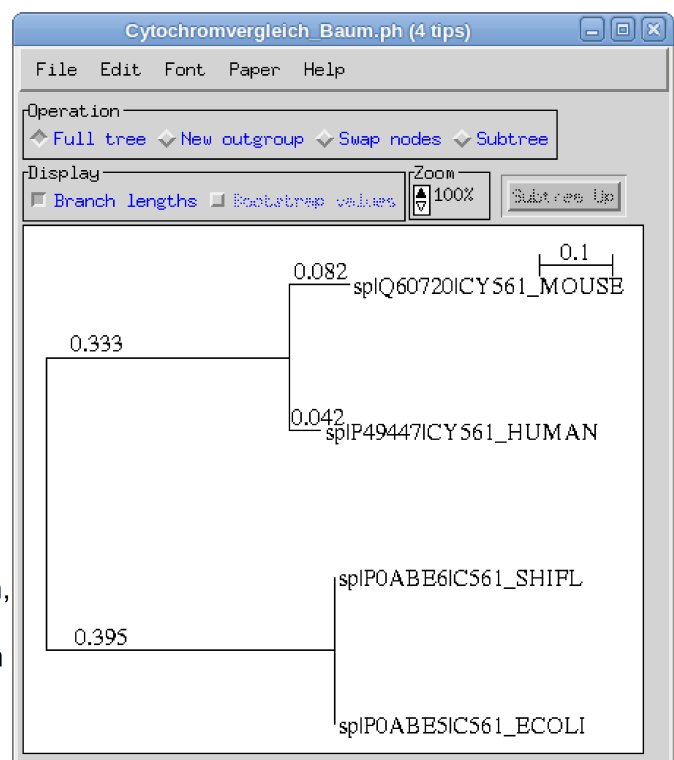 Cytochromvergleich_Baum.ph (4 tips)
File Edit Font Paper Help
Operation
Full tree New outgroup Swap nodes Subtree
Display Zoom
Branch lengths Bootstrap values 100% Subtree Up
0.1
0.082
sp|Q60720|CY561_MOUSE
0.333
0.042
sp|P49447|CY561_HUMAN
sp|P0ABE6|C561_SHIFL
0.395
sp|P0ABE5|C561_ECOLI